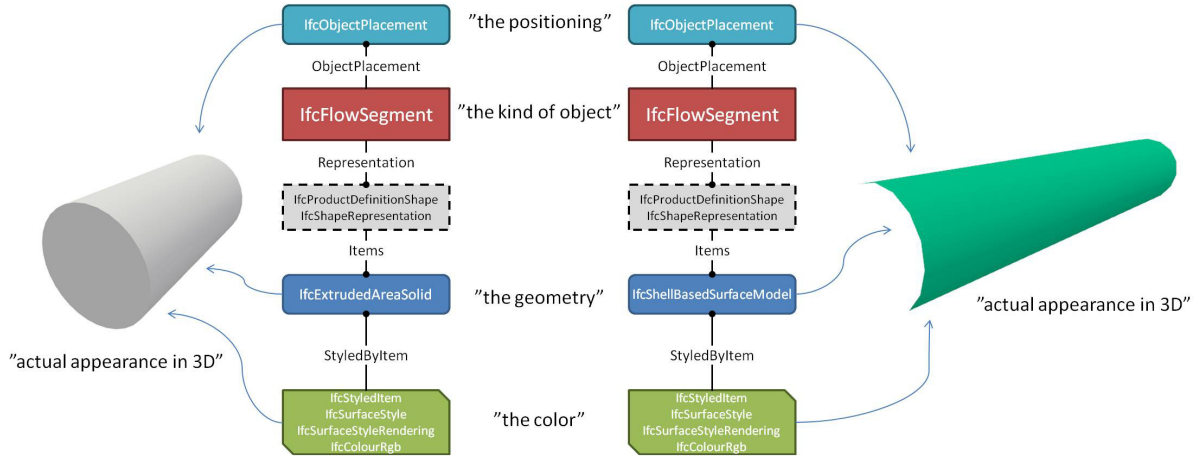 IfcObjectPlacement
”the positioning”
IfcObjectPlacement
ObjectPlacement
ObjectPlacement
IfcFlowSegment
”the kind of object”
IfcFlowSegment
Representation
Representation
IfcProductDefinitionShape
IfcShapeRepresentation
IfcProductDefinitionShape
IfcShapeRepresentation
Items
Items
IfcExtrudedAreaSolid
”the geometry”
IfcShellBasedSurfaceModel
”actual appearance in 3D”
”actual appearance in 3D”
StyledByItem
StyledByItem
IfcStyledItem
IfcSurfaceStyle
IfcSurfaceStyleRendering
IfcColourRgb
”the color”
IfcStyledItem
IfcSurfaceStyle
IfcSurfaceStyleRendering
IfcColourRgb